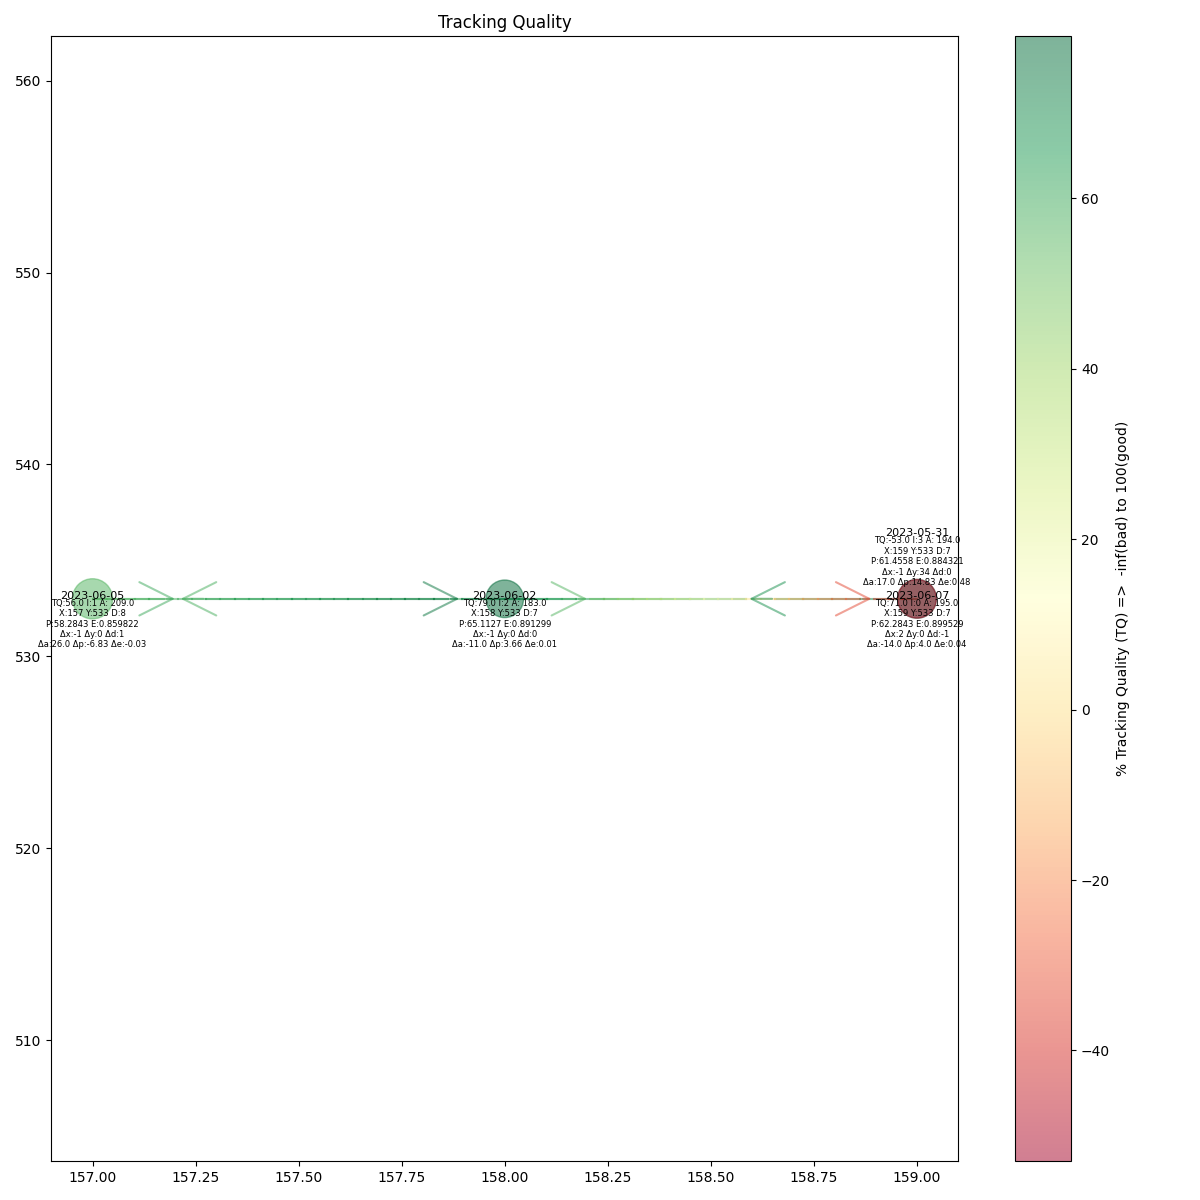 Tracking Quality
560
550
540
530
520
510
2023-05-31
TQ:-53.0 I:3 A: 194.0
X:159 Y:533 D:7
P:61.4558 E:0.884321
Δx:-1 Δy:34 Δd:0
Δa:17.0 Δp:14.83 Δe:0.48
2023-06-05
TQ:56.0 I:1 A: 209.0
X:157 Y:533 D:8
P:58.2843 E:0.859822
Δx:-1 Δy:0 Δd:1
Δa:26.0 Δp:-6.83 Δe:-0.03
2023-06-02
TQ:79.0 I:2 A: 183.0
X:158 Y:533 D:7
P:65.1127 E:0.891299
Δx:-1 Δy:0 Δd:0
Δa:-11.0 Δp:3.66 Δe:0.01
2023-06-07
TQ:71.0 I:0 A: 195.0
X:159 Y:533 D:7
P:62.2843 E:0.899529
Δx:2 Δy:0 Δd:-1
Δa:-14.0 Δp:4.0 Δe:0.04
157.00 157.25 157.50 157.75 158.00 158.25 158.50 158.75 159.00
60
40
20
0
−20
−40
% Tracking Quality (TQ) => -inf(bad) to 100(good)